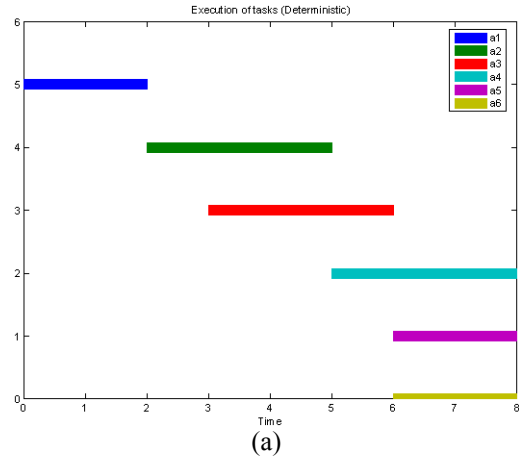 Execution of tasks (Deterministic)
6
5
4
3
2
1
0
a1
a2
a3
a4
a5
a6
0 1 2 3 4 5 6 7 8
Time
(a)